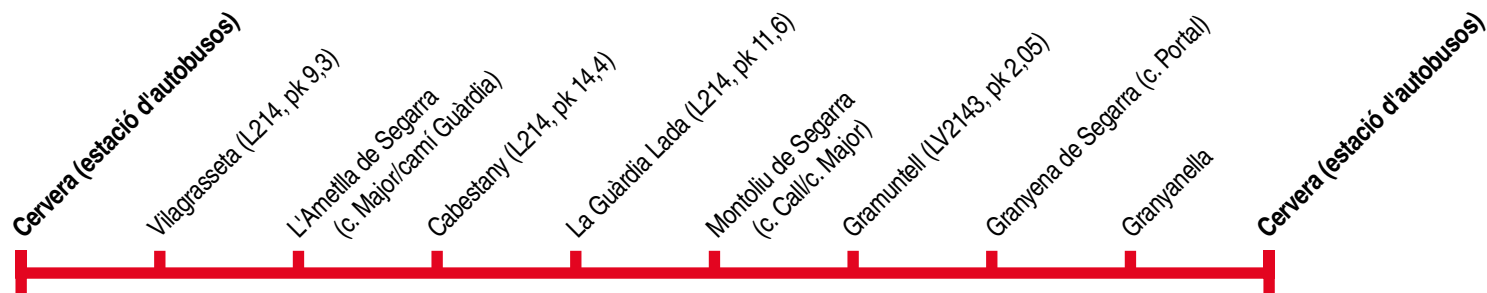 Cervera (estació d'autobusos)
Vilagrasseta (L214, pk 9,3)
L'Ametlla de Segarra
(c. Major/camí Guàrdia)
Cabestany (L214, pk 14,4)
La Guàrdia Lada (L214, pk 11,6)
Montoliu de Segarra
(c. Call/c. Major)
Gramuntell (LV2143, pk 2,05)
Granyena de Segarra (c. Portal)
Granyanella
Cervera (estació d'autobusos)